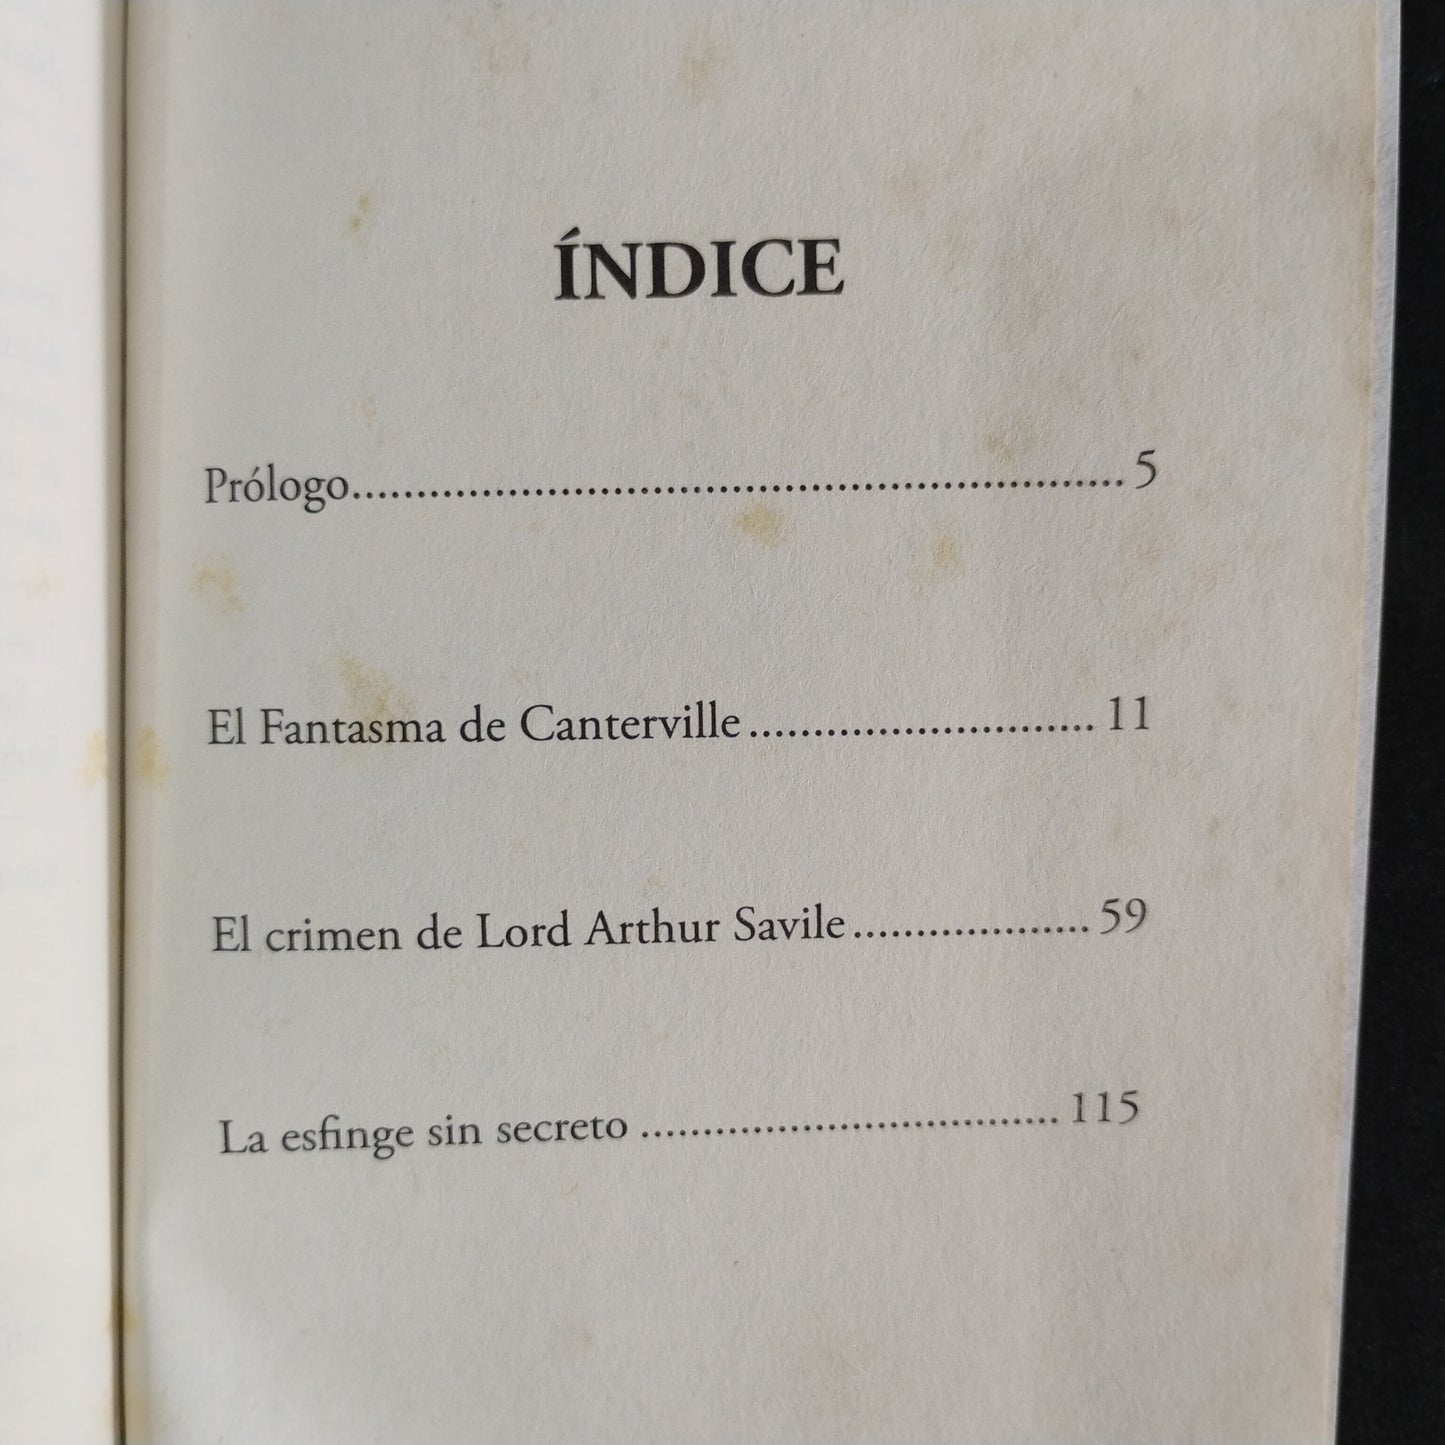 ÍNDICE
Prólogo............................................................ 5
El Fantasma de Canterville........................... 11
El crimen de Lord Arthur Savile................... 59
La esfinge sin secreto .................................. 115